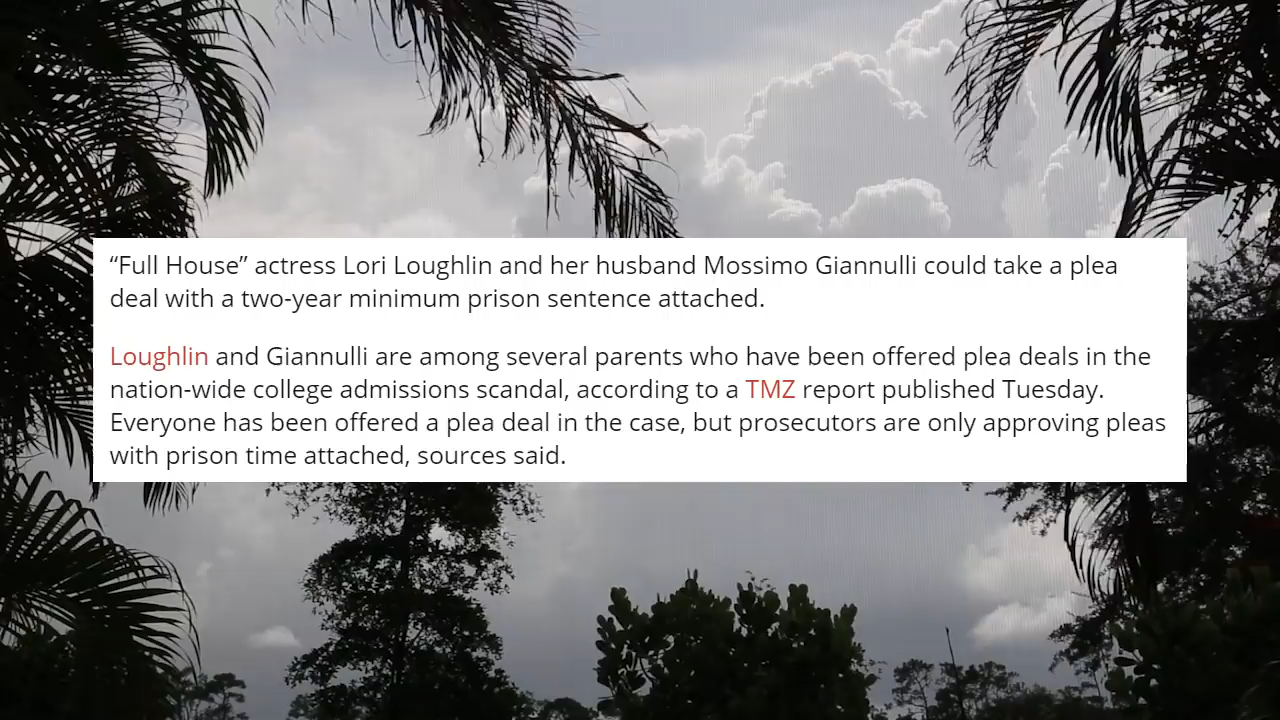 “Full House” actress Lori Loughlin and her husband Mossimo Giannulli could take a plea
deal with a two-year minimum prison sentence attached.
Loughlin and Giannulli are among several parents who have been offered plea deals in the
nation-wide college admissions scandal, according to a TMZ report published Tuesday.
Everyone has been offered a plea deal in the case, but prosecutors are only approving pleas
with prison time attached, sources said.